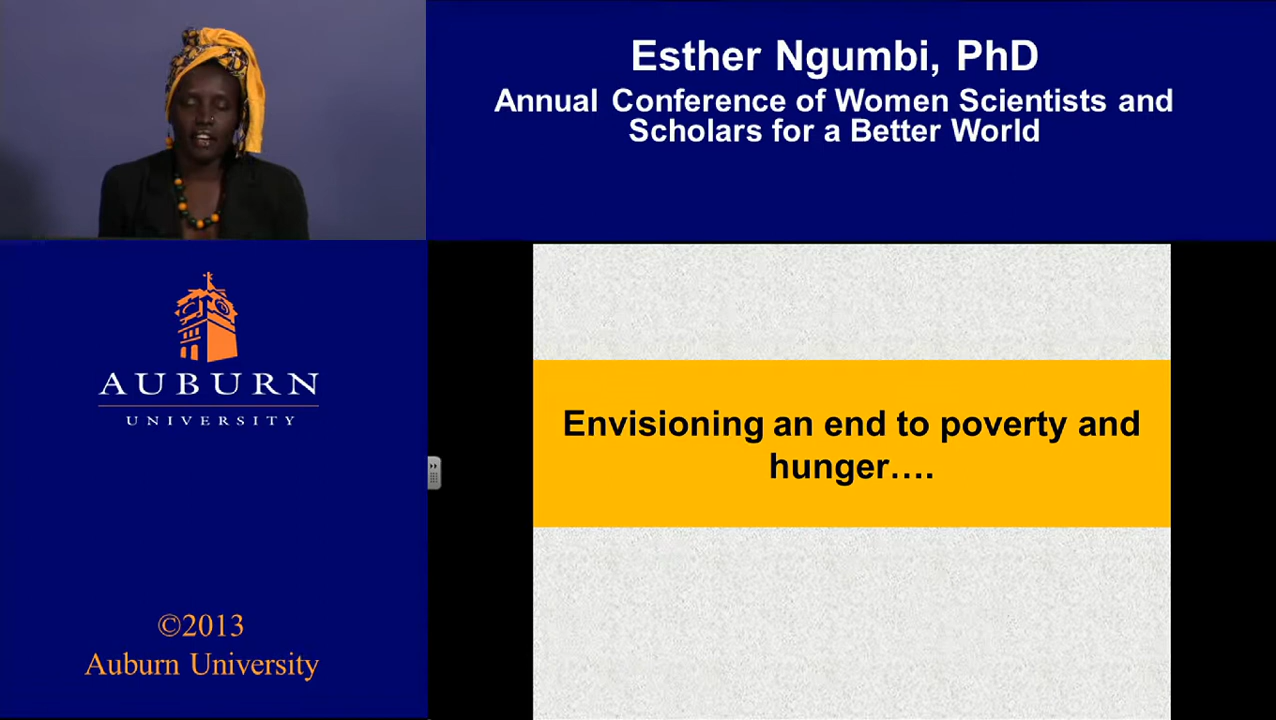 Esther Ngumbi, PhD
Annual Conference of Women Scientists and
Scholars for a Better World
AUBURN
UNIVERSITY
Envisioning an end to poverty and
hunger….
©2013
Auburn University